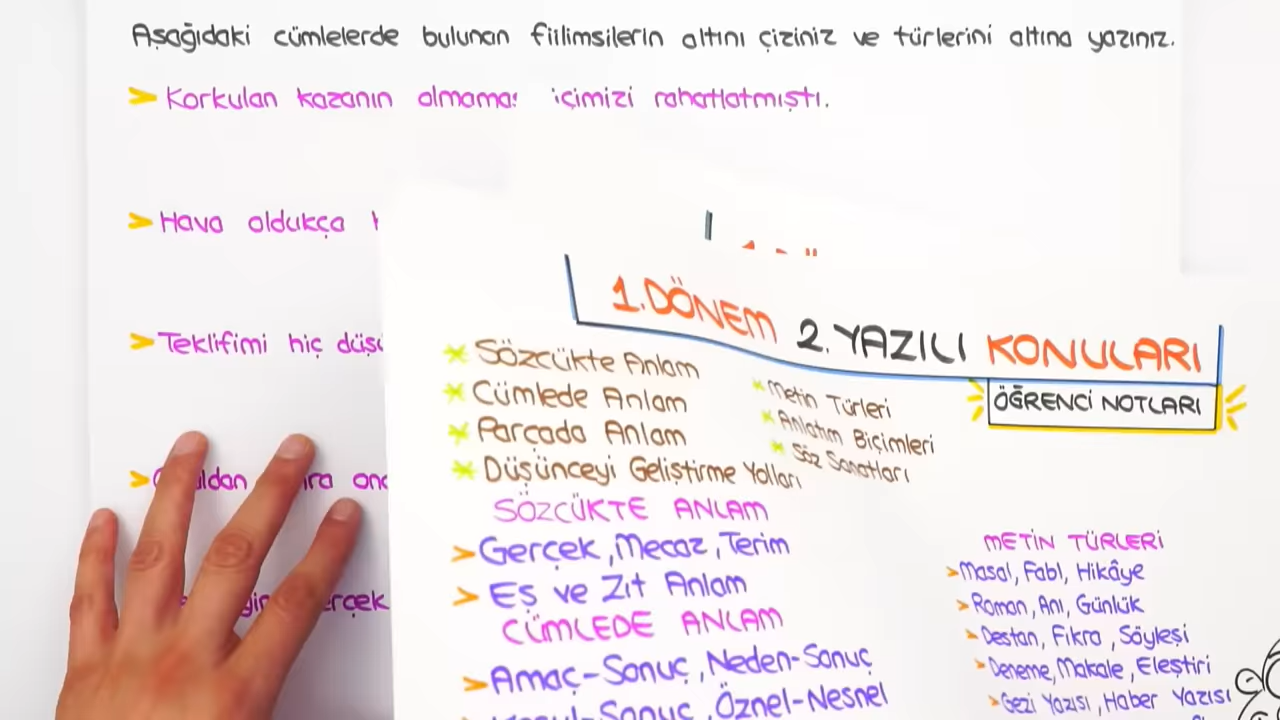 Aşağıdaki cümlelerde bulunan fiilimsilerin altını çiziniz ve türlerini altına yazınız.
Korkulan kazanın olmaması içimizi rahatlatmıştı.
Hava oldukça
Teklifimi hiç
1.DÖNEM 2.YAZILI KONULARI
ÖĞRENCİ NOTLARI
Sözcükte Anlam
Cümlede Anlam
Parçada Anlam
Düşünceyi Geliştirme Yolları
Metin Türleri
Anlatım Biçimleri
Söz Sanatları
SÖZCÜKTE ANLAM
Gerçek, Mecaz, Terim
Eş ve Zıt Anlam
CÜMLEDE ANLAM
Amaç-Sonuç, Neden-Sonuç
Koşul-Sonuç, Öznel-Nesnel
METİN TÜRLERİ
Masal, Fabl, Hikâye
Roman, Anı, Günlük
Destan, Fıkra, Söyleşi
Deneme, Makale, Eleştiri
Gezi Yazısı, Haber Yazısı